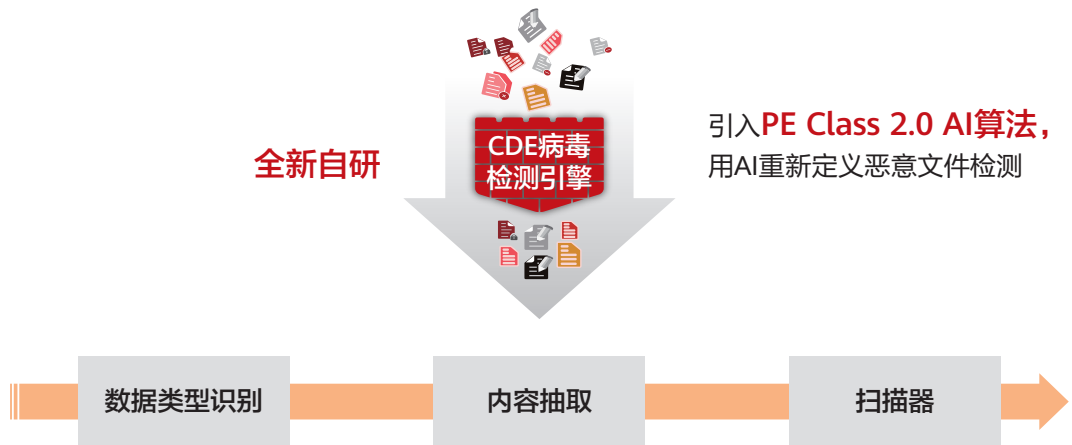 全新自研
CDE病毒
检测引擎
引入PE Class 2.0 AI算法，
用AI重新定义恶意文件检测
数据类型识别
内容抽取
扫描器